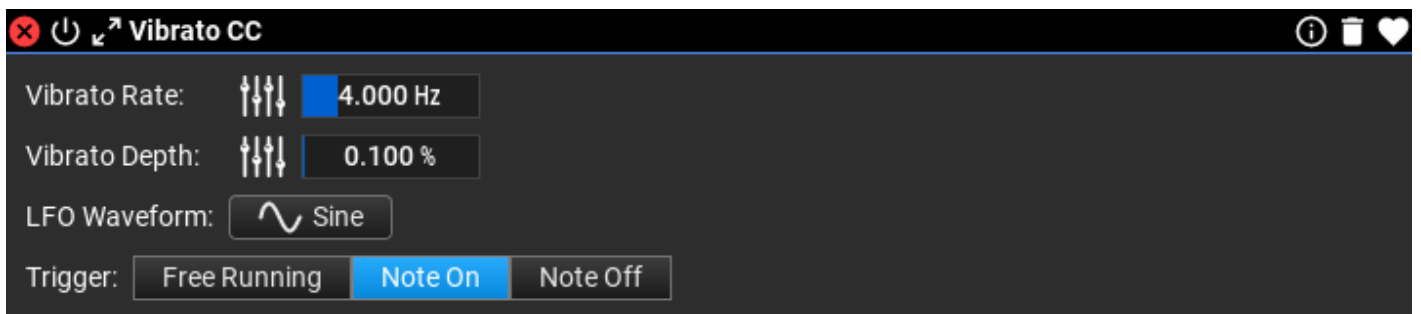 Vibrato CC
Vibrato Rate: 4.000 Hz
Vibrato Depth: 0.100 %
LFO Waveform: Sine
Trigger: Free Running Note On Note Off